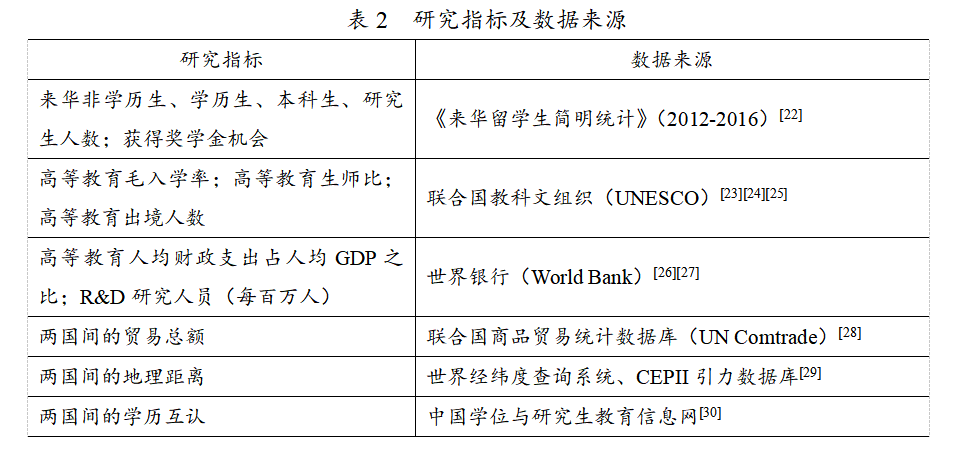 表 2 研究指标及数据来源
研究指标 数据来源
来华非学历生、学历生、本科生、研究
生人数；获得奖学金机会
《来华留学生简明统计》（2012-2016）[22]
高等教育毛入学率；高等教育生师比；
高等教育出境人数
联合国教科文组织（UNESCO）[23][24][25]
高等教育人均财政支出占人均 GDP 之
比；R&D 研究人员（每百万人）
世界银行（World Bank）[26][27]
两国间的贸易总额 联合国商品贸易统计数据库（UN Comtrade）[28]
两国间的地理距离 世界经纬度查询系统、CEPII 引力数据库[29]
两国间的学历互认 中国学位与研究生教育信息网[30]